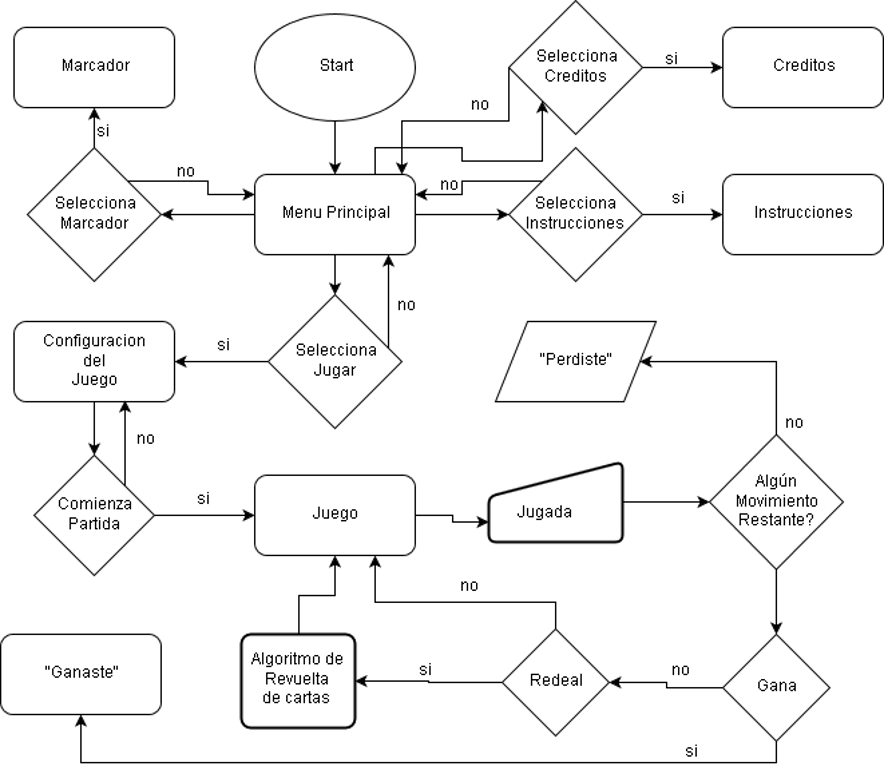 Marcador
Start
Selecciona
Creditos
si
Creditos
no
si
no
Selecciona
Marcador
Menu Principal
no
Selecciona
Instrucciones
si
Instrucciones
no
Configuracion
del
Juego
si
Selecciona
Jugar
"Perdiste"
no
no
Comienza
Partida
si
Juego
Jugada
Algún
Movimiento
Restante?
no
"Ganaste"
Algoritmo de
Revuelta
de cartas
si
Redeal
no
Gana
si